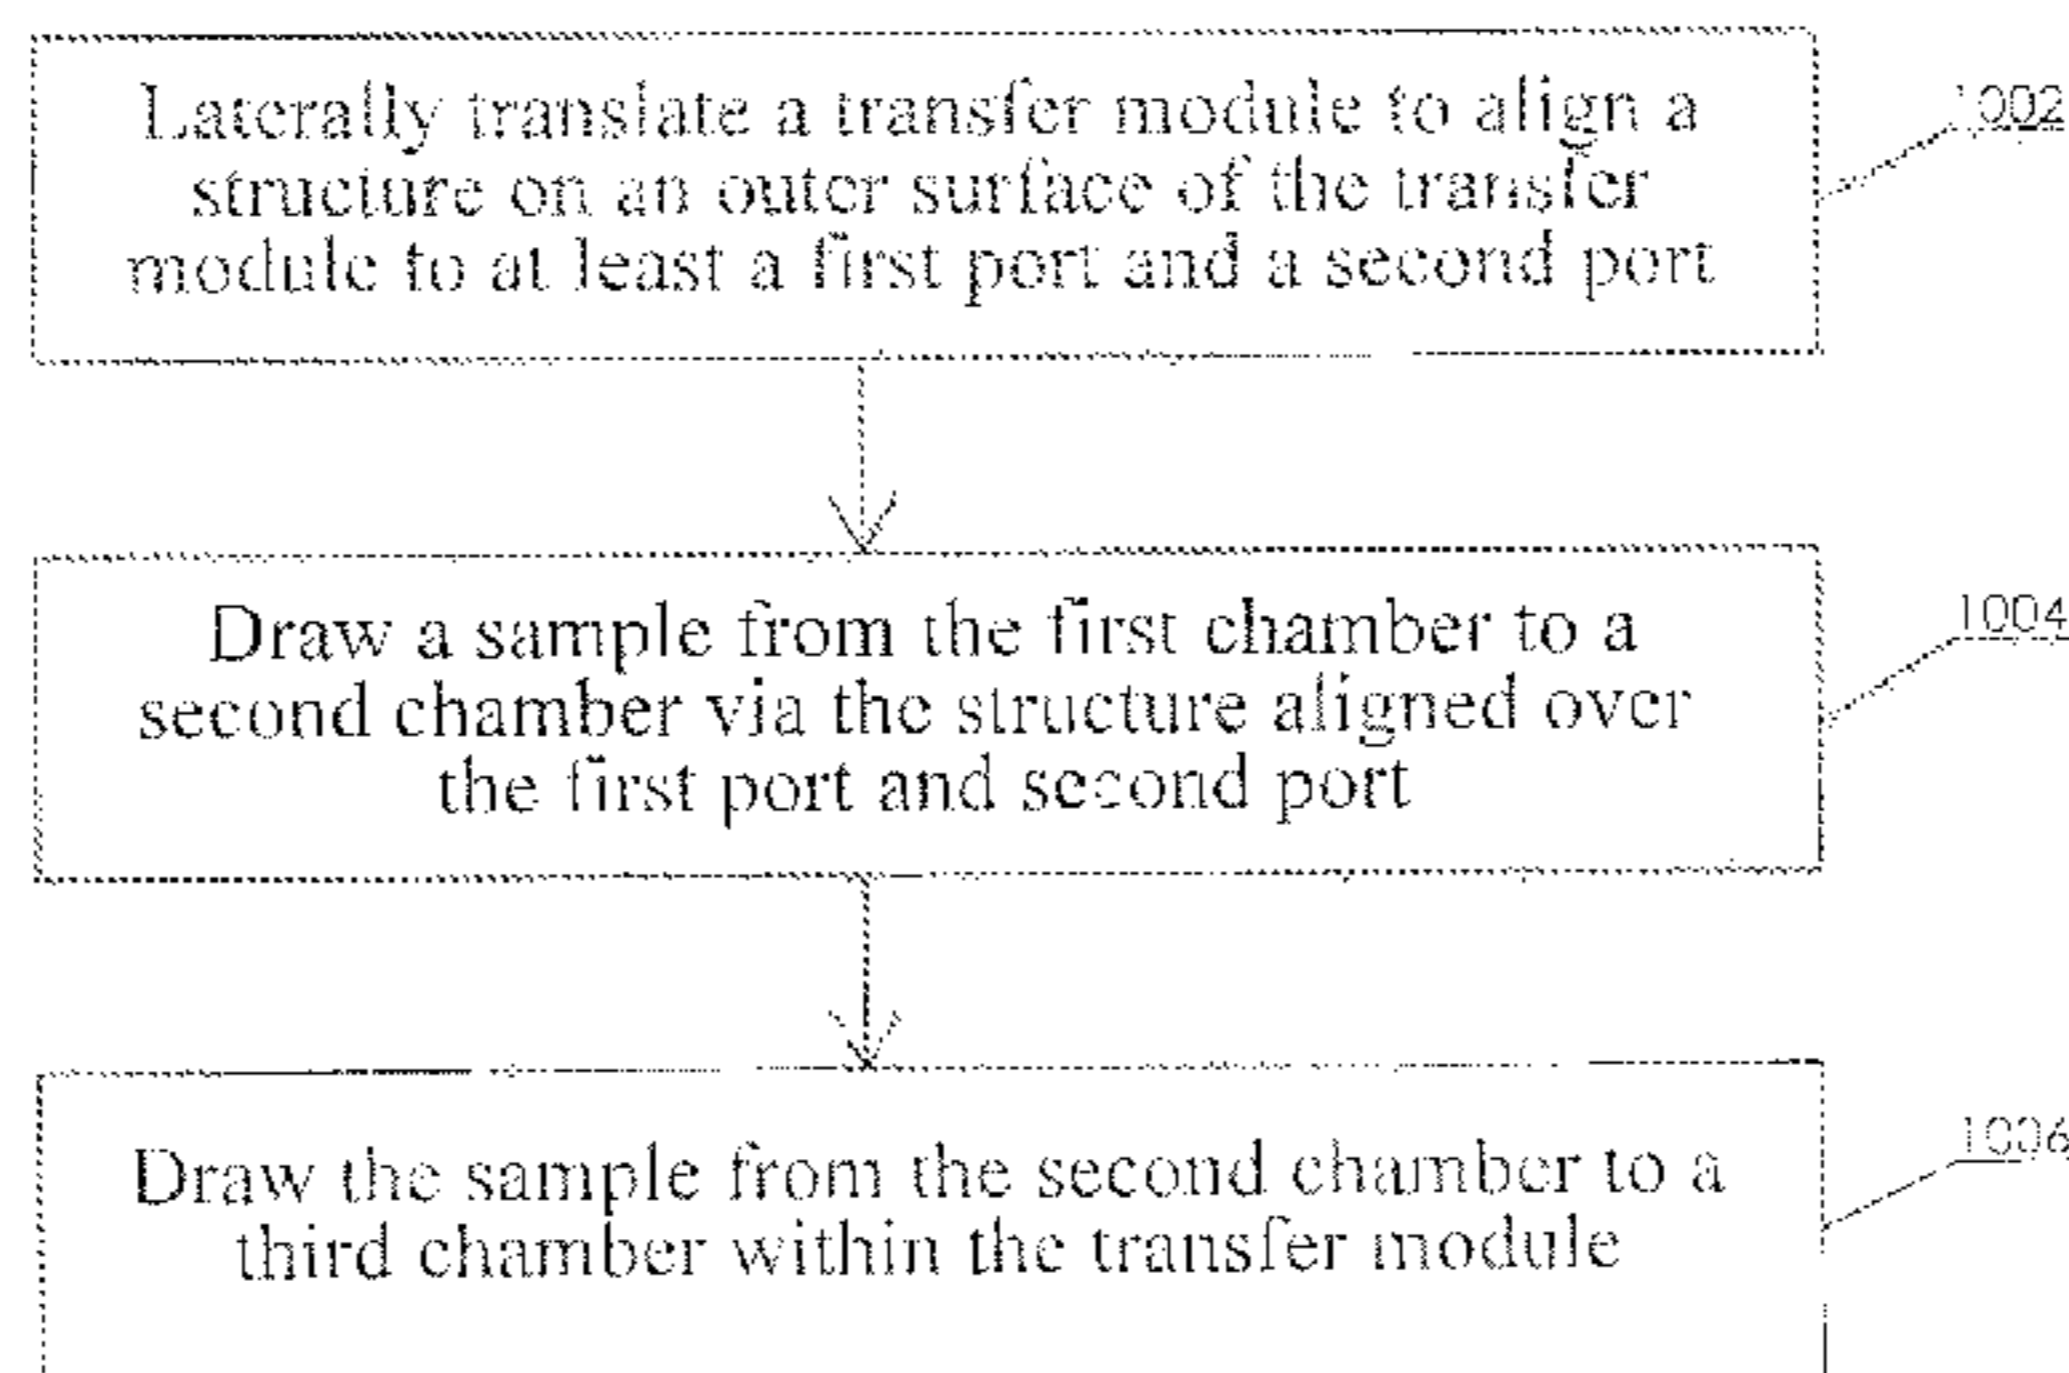 Laterally translate a transfer module to align a
structure on an outer surface of the transfer
module to at least a first port and a second port
1002
Draw a sample from the first chamber to a
second chamber via the structure aligned over
the first port and second port
1004
Draw the sample from the second chamber to a
third chamber within the transfer module
1006